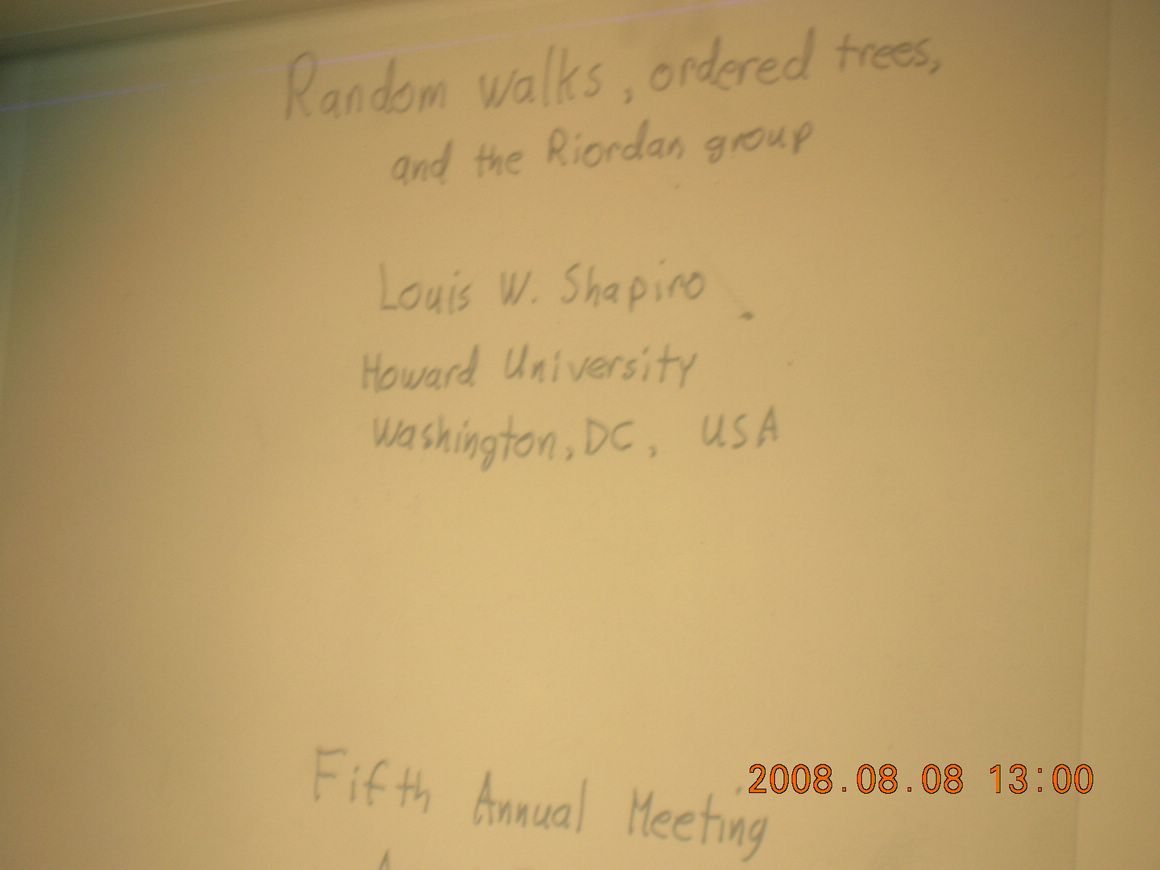 Random walks, ordered trees,
and the Riordan group
Louis W. Shapiro
Howard University
Washington, DC, USA
Fifth Annual Meeting
2008.08.08 13:00